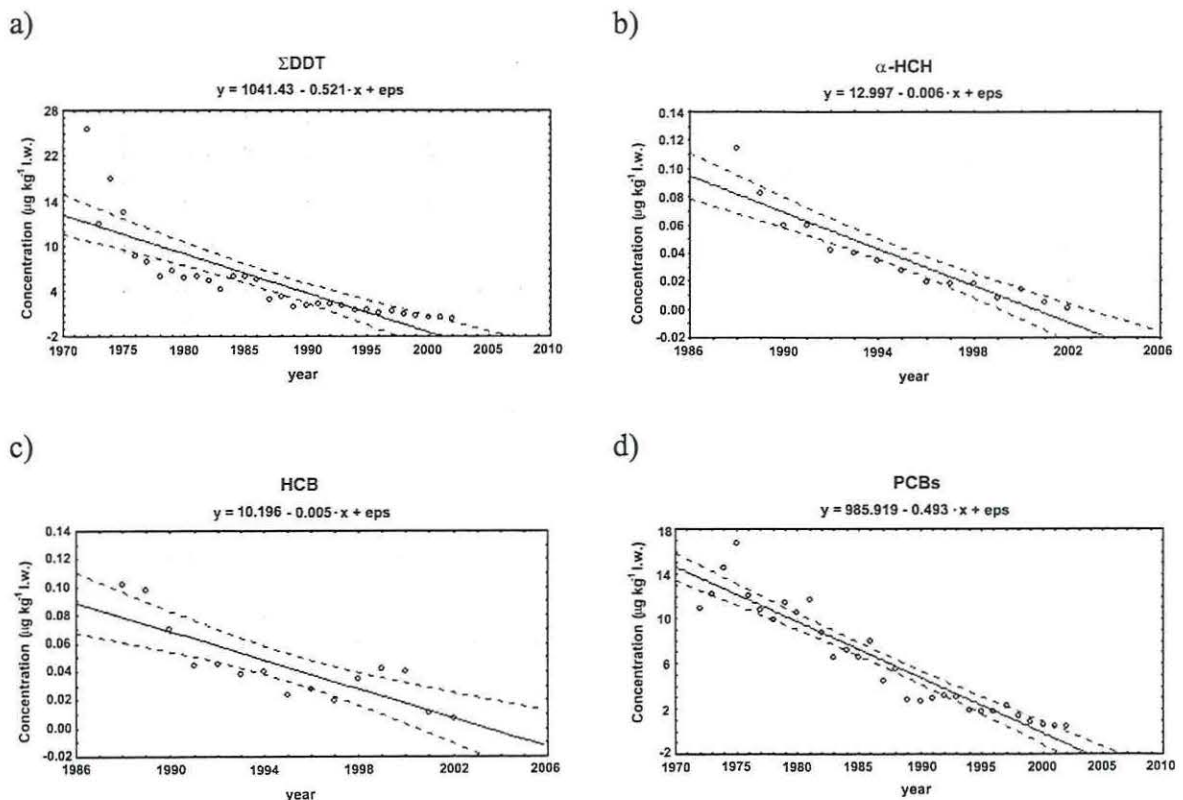 a)
ΣDDT
y = 1041.43 - 0.521· x + eps
Concentration (µg kg⁻¹ l.w.)
28
22
14
10
4
-2
1970 1975 1980 1985 1990 1995 2000 2006 2010
year
b)
α-HCH
y = 12.997 - 0.006· x + eps
Concentration (µg kg⁻¹ l.w.)
0.14
0.12
0.10
0.08
0.06
0.04
0.02
0.00
-0.02
1986 1990 1994 1998 2002 2006
year
c)
HCB
y = 10.196 - 0.005· x + eps
Concentration (µg kg⁻¹ l.w.)
0.14
0.12
0.10
0.08
0.06
0.04
0.02
0.00
-0.02
1986 1990 1994 1998 2002 2006
year
d)
PCBs
y = 985.919 - 0.493 · x + eps
Concentration (µg kg⁻¹ l.w.)
18
14
10
6
2
-2
1970 1975 1980 1985 1990 1995 2000 2005 2010
year